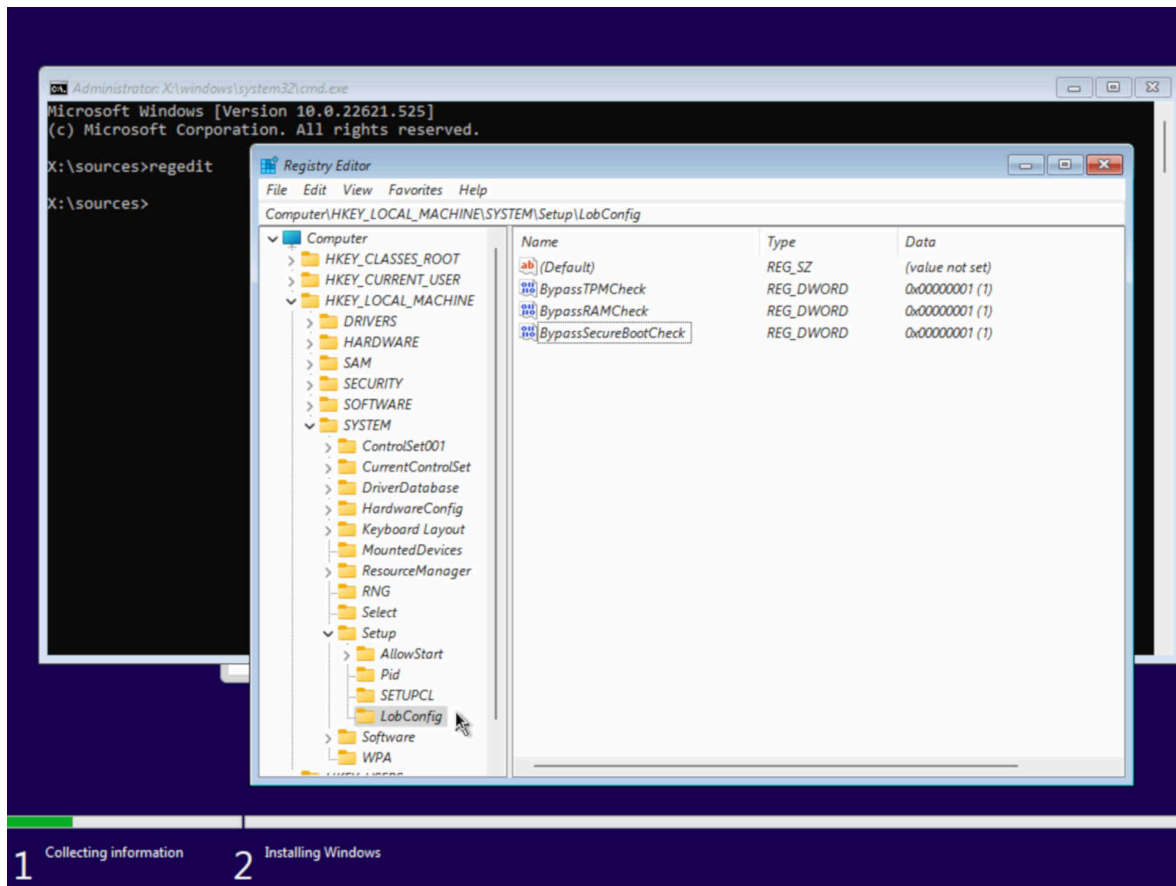 Administrator: X:\windows\system32\cmd.exe
Microsoft Windows [Version 10.0.22621.525]
(c) Microsoft Corporation. All rights reserved.
X:\sources>regedit
X:\sources>
Registry Editor
File Edit View Favorites Help
Computer\HKEY_LOCAL_MACHINE\SYSTEM\Setup\LobConfig
Computer
HKEY_CLASSES_ROOT
HKEY_CURRENT_USER
HKEY_LOCAL_MACHINE
DRIVERS
HARDWARE
SAM
SECURITY
SOFTWARE
SYSTEM
ControlSet001
CurrentControlSet
DriverDatabase
HardwareConfig
Keyboard Layout
MountedDevices
ResourceManager
RNG
Select
Setup
AllowStart
Pid
SETUPCL
LobConfig
Software
WPA
HKEY_USERS
Name Type Data
(Default) REG_SZ (value not set)
BypassTPMCheck REG_DWORD 0x00000001 (1)
BypassRAMCheck REG_DWORD 0x00000001 (1)
BypassSecureBootCheck REG_DWORD 0x00000001 (1)
1 Collecting information 2 Installing Windows